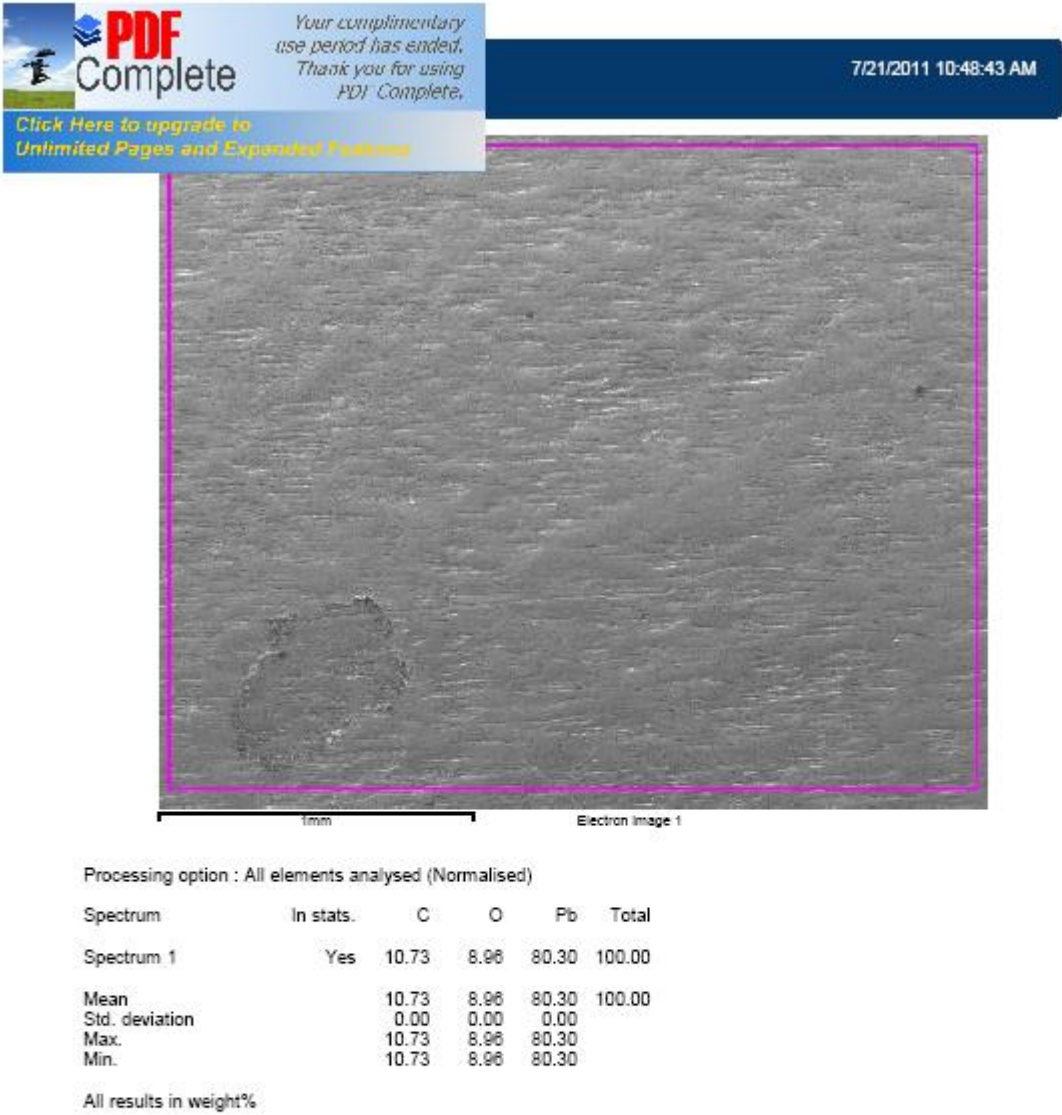 PDF
Complete
Your complimentary
use period has ended.
Thank you for using
PDF Complete.
Click Here to upgrade to
Unlimited Pages and Expanded Features
7/21/2011 10:48:43 AM
1mm
Electron Image 1
Processing option : All elements analysed (Normalised)
Spectrum In stats. C O Pb Total
Spectrum 1 Yes 10.73 8.96 80.30 100.00
Mean 10.73 8.96 80.30 100.00
Std. deviation 0.00 0.00 0.00
Max. 10.73 8.96 80.30
Min. 10.73 8.96 80.30
All results in weight%